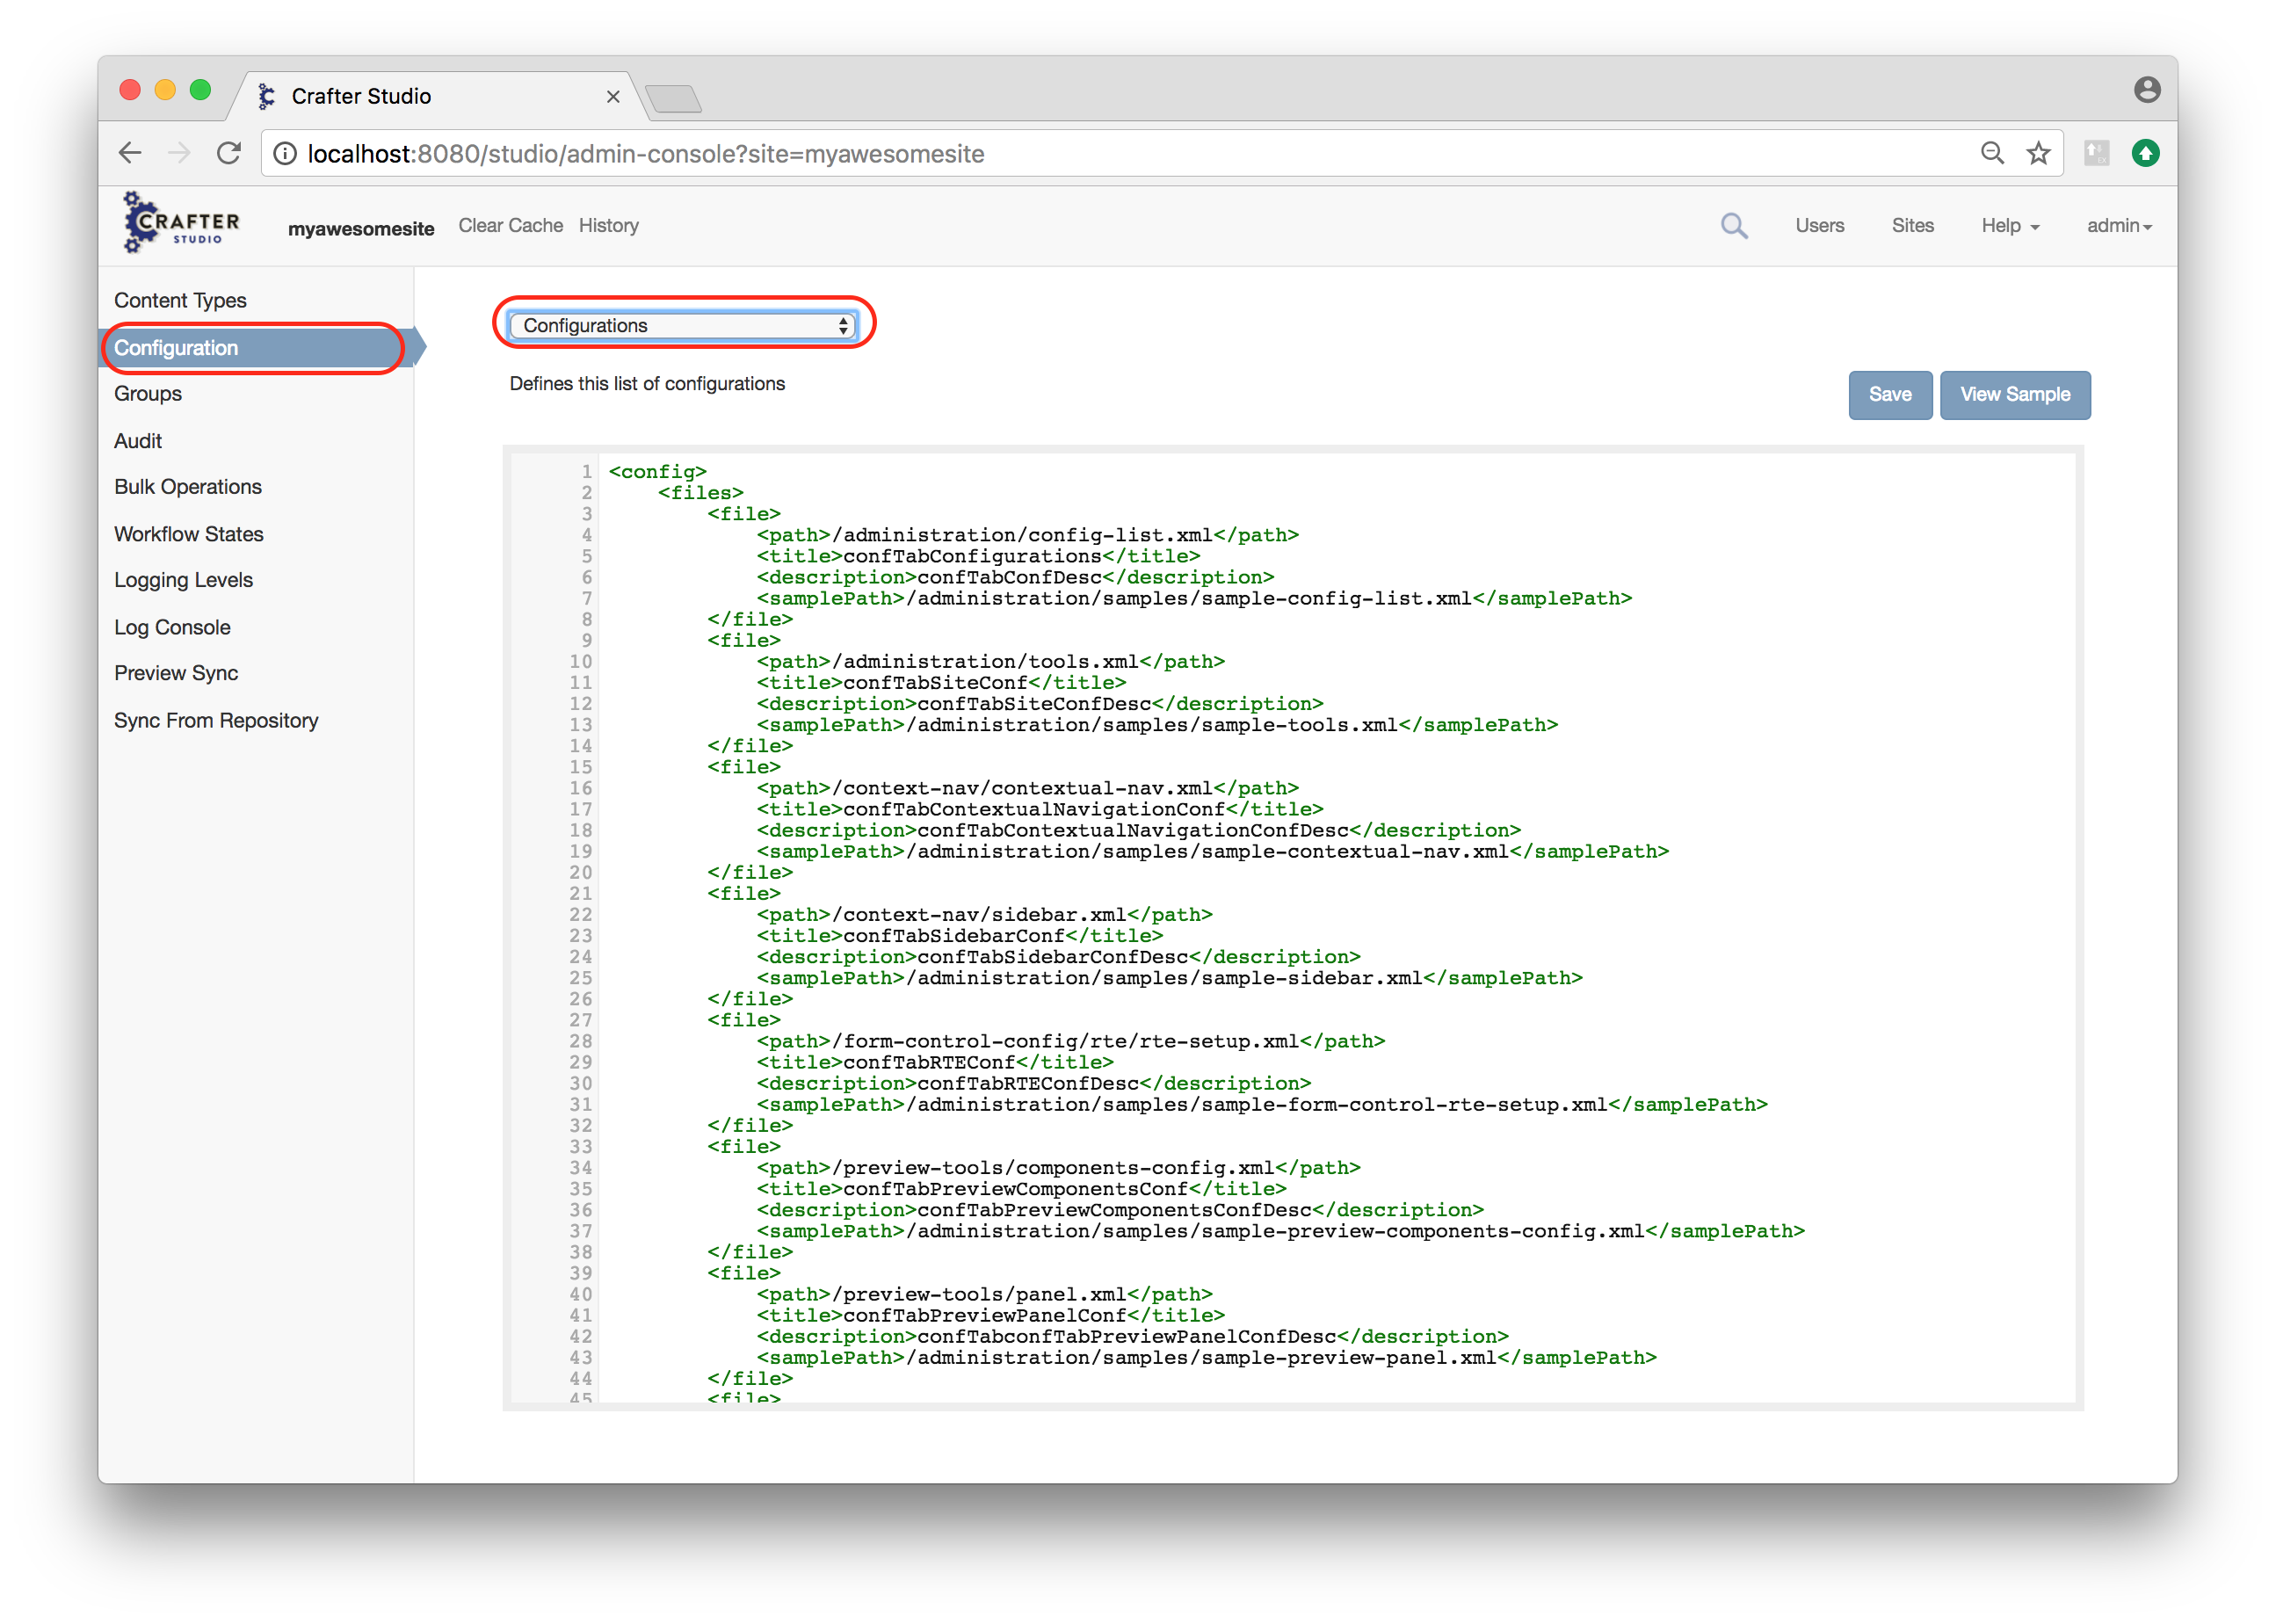 Crafter Studio
localhost:8080/studio/admin-console?site=myawesomesite
CRAFTER STUDIO
myawesomesite Clear Cache History Users Sites Help admin
Content Types
Configuration
Groups
Audit
Bulk Operations
Workflow States
Logging Levels
Log Console
Preview Sync
Sync From Repository
Configurations
Defines this list of configurations
Save View Sample
1 <config>
2 <files>
3 <file>
4 <path>/administration/config-list.xml</path>
5 <title>confTabConfigurations</title>
6 <description>confTabConfDesc</description>
7 <samplePath>/administration/samples/sample-config-list.xml</samplePath>
8 </file>
9 <file>
10 <path>/administration/tools.xml</path>
11 <title>confTabSiteConf</title>
12 <description>confTabSiteConfDesc</description>
13 <samplePath>/administration/samples/sample-tools.xml</samplePath>
14 </file>
15 <file>
16 <path>/context-nav/contextual-nav.xml</path>
17 <title>confTabContextualNavigationConf</title>
18 <description>confTabContextualNavigationConfDesc</description>
19 <samplePath>/administration/samples/sample-contextual-nav.xml</samplePath>
20 </file>
21 <file>
22 <path>/context-nav/sidebar.xml</path>
23 <title>confTabSidebarConf</title>
24 <description>confTabSidebarConfDesc</description>
25 <samplePath>/administration/samples/sample-sidebar.xml</samplePath>
26 </file>
27 <file>
28 <path>/form-control-config/rte/rte-setup.xml</path>
29 <title>confTabRTEConf</title>
30 <description>confTabRTEConfDesc</description>
31 <samplePath>/administration/samples/sample-form-control-rte-setup.xml</samplePath>
32 </file>
33 <file>
34 <path>/preview-tools/components-config.xml</path>
35 <title>confTabPreviewComponentsConf</title>
36 <description>confTabPreviewComponentsConfDesc</description>
37 <samplePath>/administration/samples/sample-preview-components-config.xml</samplePath>
38 </file>
39 <file>
40 <path>/preview-tools/panel.xml</path>
41 <title>confTabPreviewPanelConf</title>
42 <description>confTabconfTabPreviewPanelConfDesc</description>
43 <samplePath>/administration/samples/sample-preview-panel.xml</samplePath>
44 </file>
45 <file>